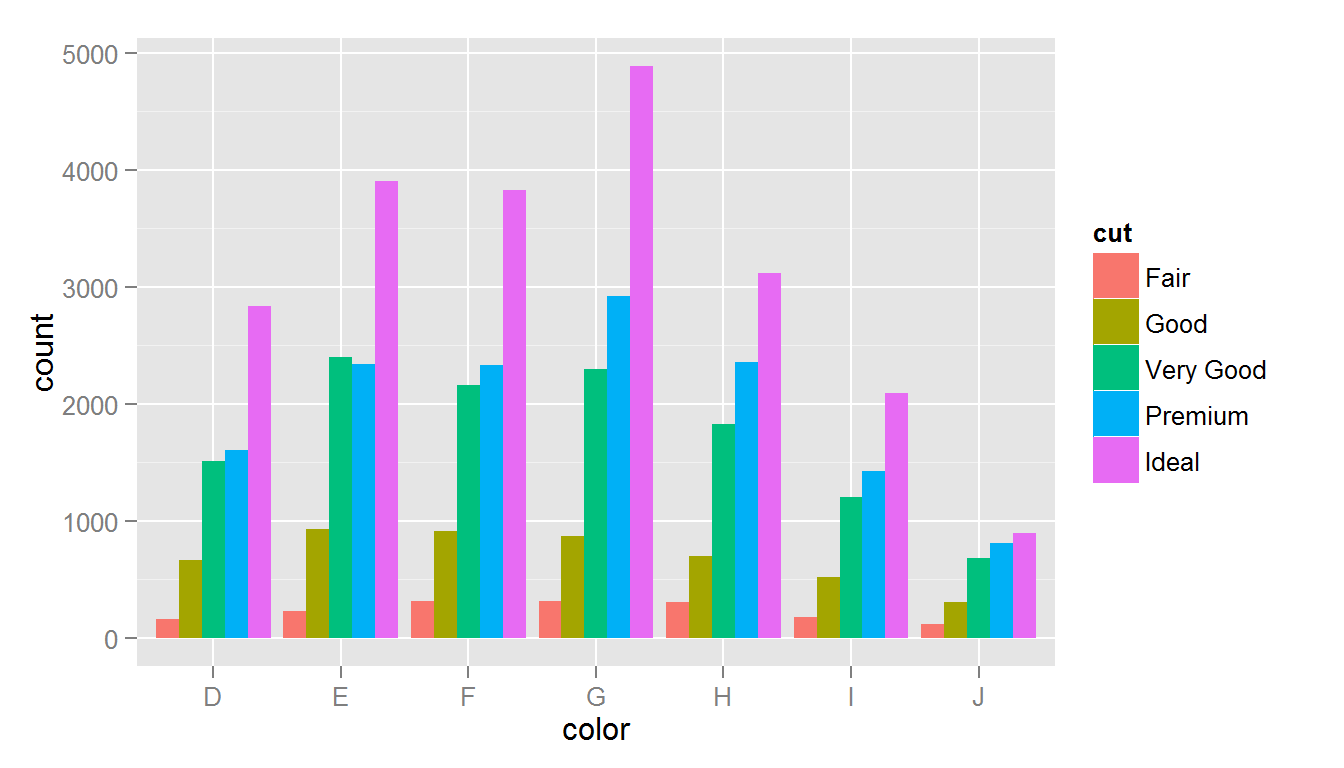 5000
4000
3000
2000
1000
0
count
D E F G H I J
color
cut
Fair
Good
Very Good
Premium
Ideal